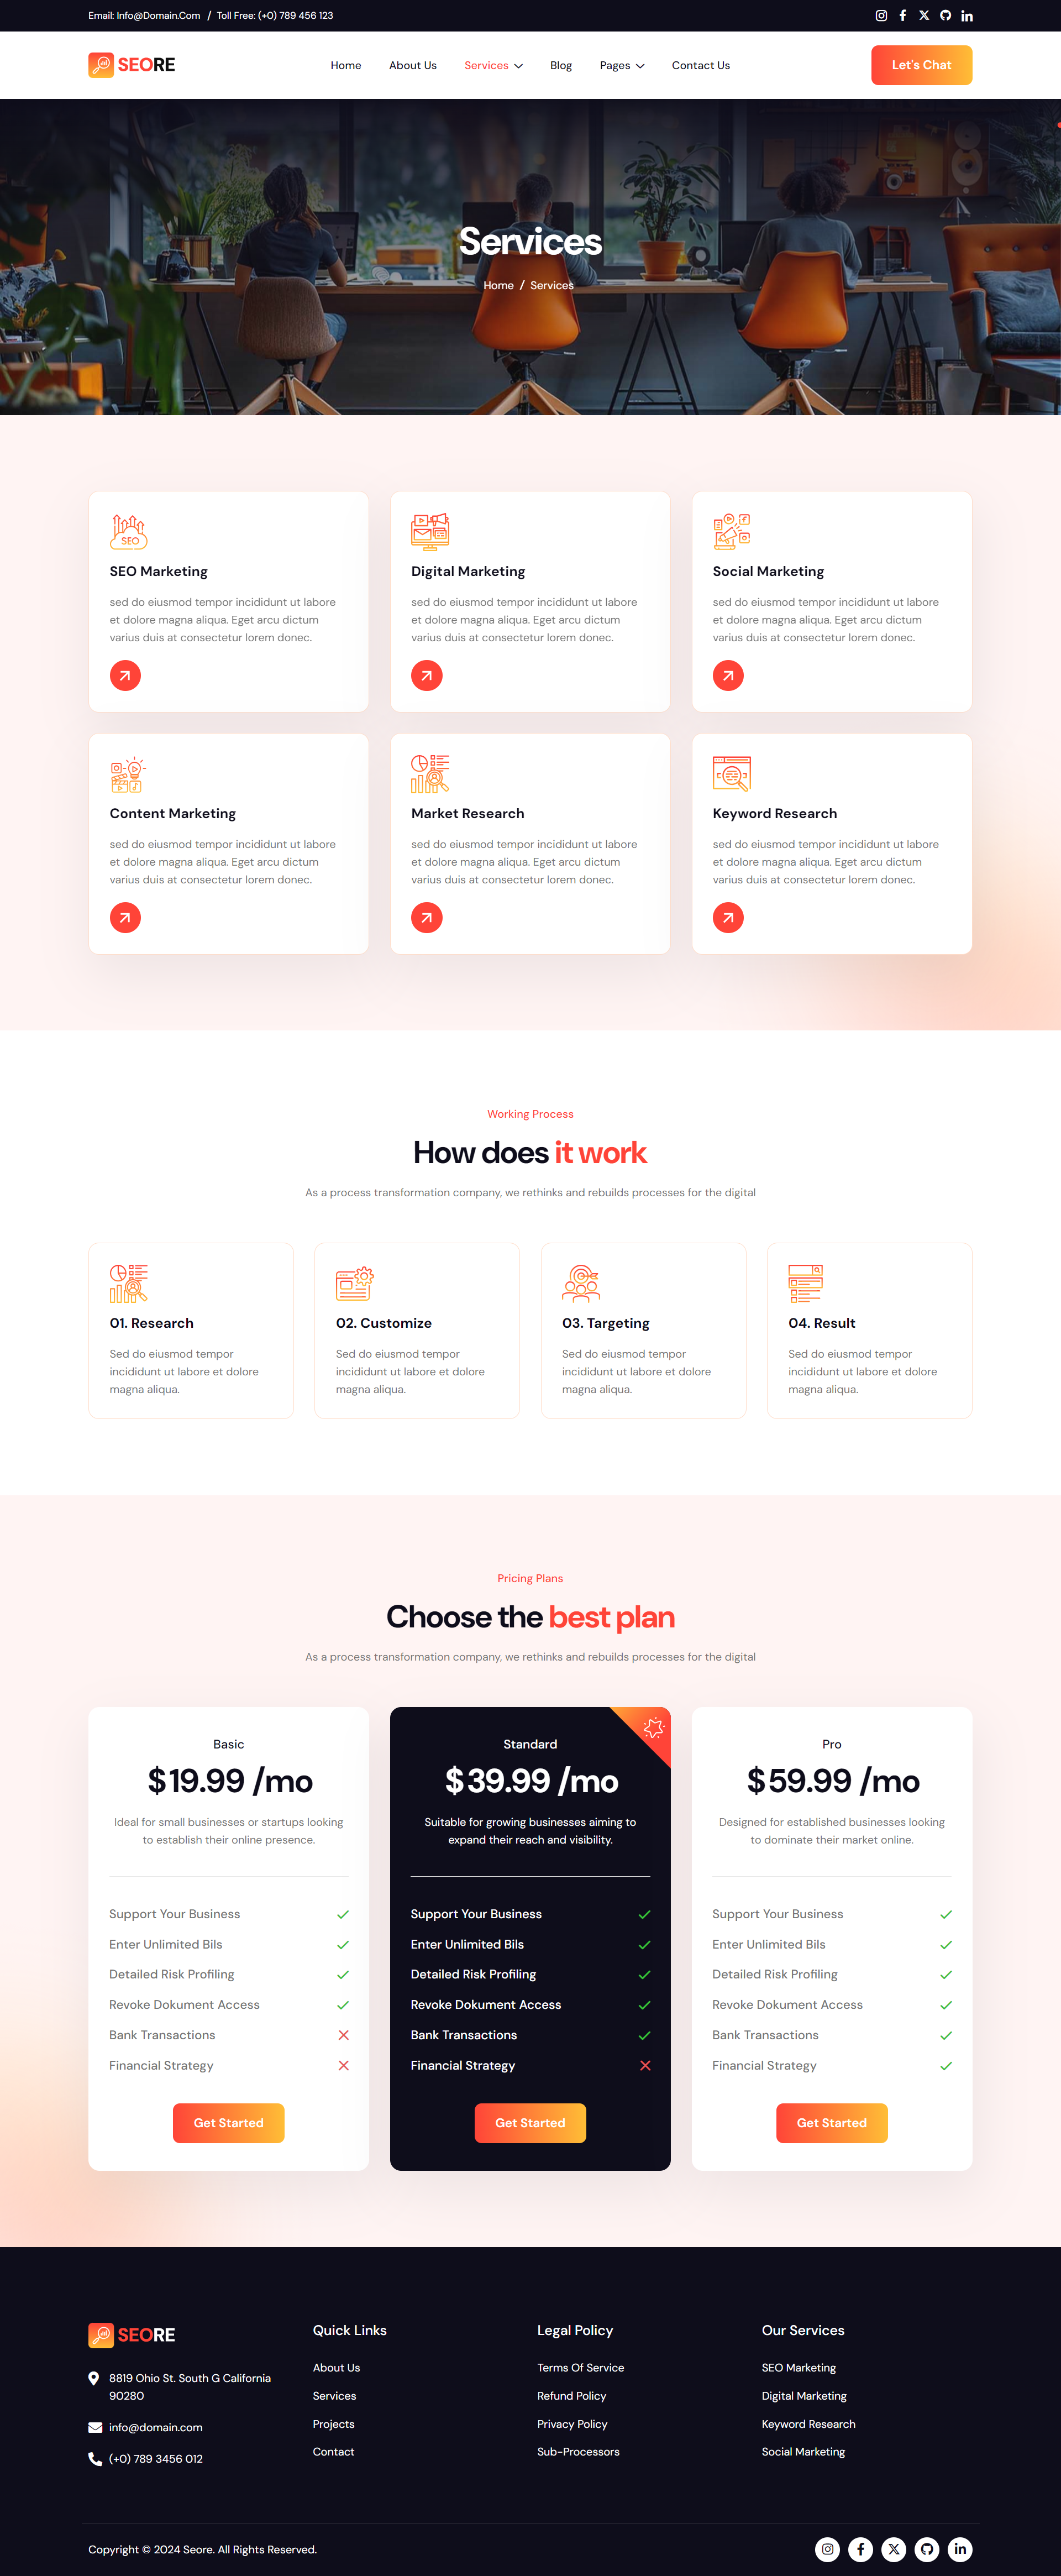 Email: Info@Domain.Com / Toll Free: (+0) 789 456 123
SEORE
Home About Us Services Blog Pages Contact Us
Let's Chat
Services
Home / Services
SEO
SEO Marketing
sed do eiusmod tempor incididunt ut labore
et dolore magna aliqua. Eget arcu dictum
varius duis at consectetur lorem donec.
Digital Marketing
sed do eiusmod tempor incididunt ut labore
et dolore magna aliqua. Eget arcu dictum
varius duis at consectetur lorem donec.
Social Marketing
sed do eiusmod tempor incididunt ut labore
et dolore magna aliqua. Eget arcu dictum
varius duis at consectetur lorem donec.
Content Marketing
sed do eiusmod tempor incididunt ut labore
et dolore magna aliqua. Eget arcu dictum
varius duis at consectetur lorem donec.
Market Research
sed do eiusmod tempor incididunt ut labore
et dolore magna aliqua. Eget arcu dictum
varius duis at consectetur lorem donec.
Keyword Research
sed do eiusmod tempor incididunt ut labore
et dolore magna aliqua. Eget arcu dictum
varius duis at consectetur lorem donec.
Working Process
How does it work
As a process transformation company, we rethinks and rebuilds processes for the digital
01. Research
Sed do eiusmod tempor
incididunt ut labore et dolore
magna aliqua.
02. Customize
Sed do eiusmod tempor
incididunt ut labore et dolore
magna aliqua.
03. Targeting
Sed do eiusmod tempor
incididunt ut labore et dolore
magna aliqua.
04. Result
Sed do eiusmod tempor
incididunt ut labore et dolore
magna aliqua.
Pricing Plans
Choose the best plan
As a process transformation company, we rethinks and rebuilds processes for the digital
Basic
$19.99 /mo
Ideal for small businesses or startups looking
to establish their online presence.
Support Your Business
Enter Unlimited Bils
Detailed Risk Profiling
Revoke Dokument Access
Bank Transactions
Financial Strategy
Get Started
Standard
$39.99 /mo
Suitable for growing businesses aiming to
expand their reach and visibility.
Support Your Business
Enter Unlimited Bils
Detailed Risk Profiling
Revoke Dokument Access
Bank Transactions
Financial Strategy
Get Started
Pro
$59.99 /mo
Designed for established businesses looking
to dominate their market online.
Support Your Business
Enter Unlimited Bils
Detailed Risk Profiling
Revoke Dokument Access
Bank Transactions
Financial Strategy
Get Started
SEORE
8819 Ohio St. South G California
90280
info@domain.com
(+0) 789 3456 012
Quick Links
About Us
Services
Projects
Contact
Legal Policy
Terms Of Service
Refund Policy
Privacy Policy
Sub-Processors
Our Services
SEO Marketing
Digital Marketing
Keyword Research
Social Marketing
Copyright © 2024 Seore. All Rights Reserved.